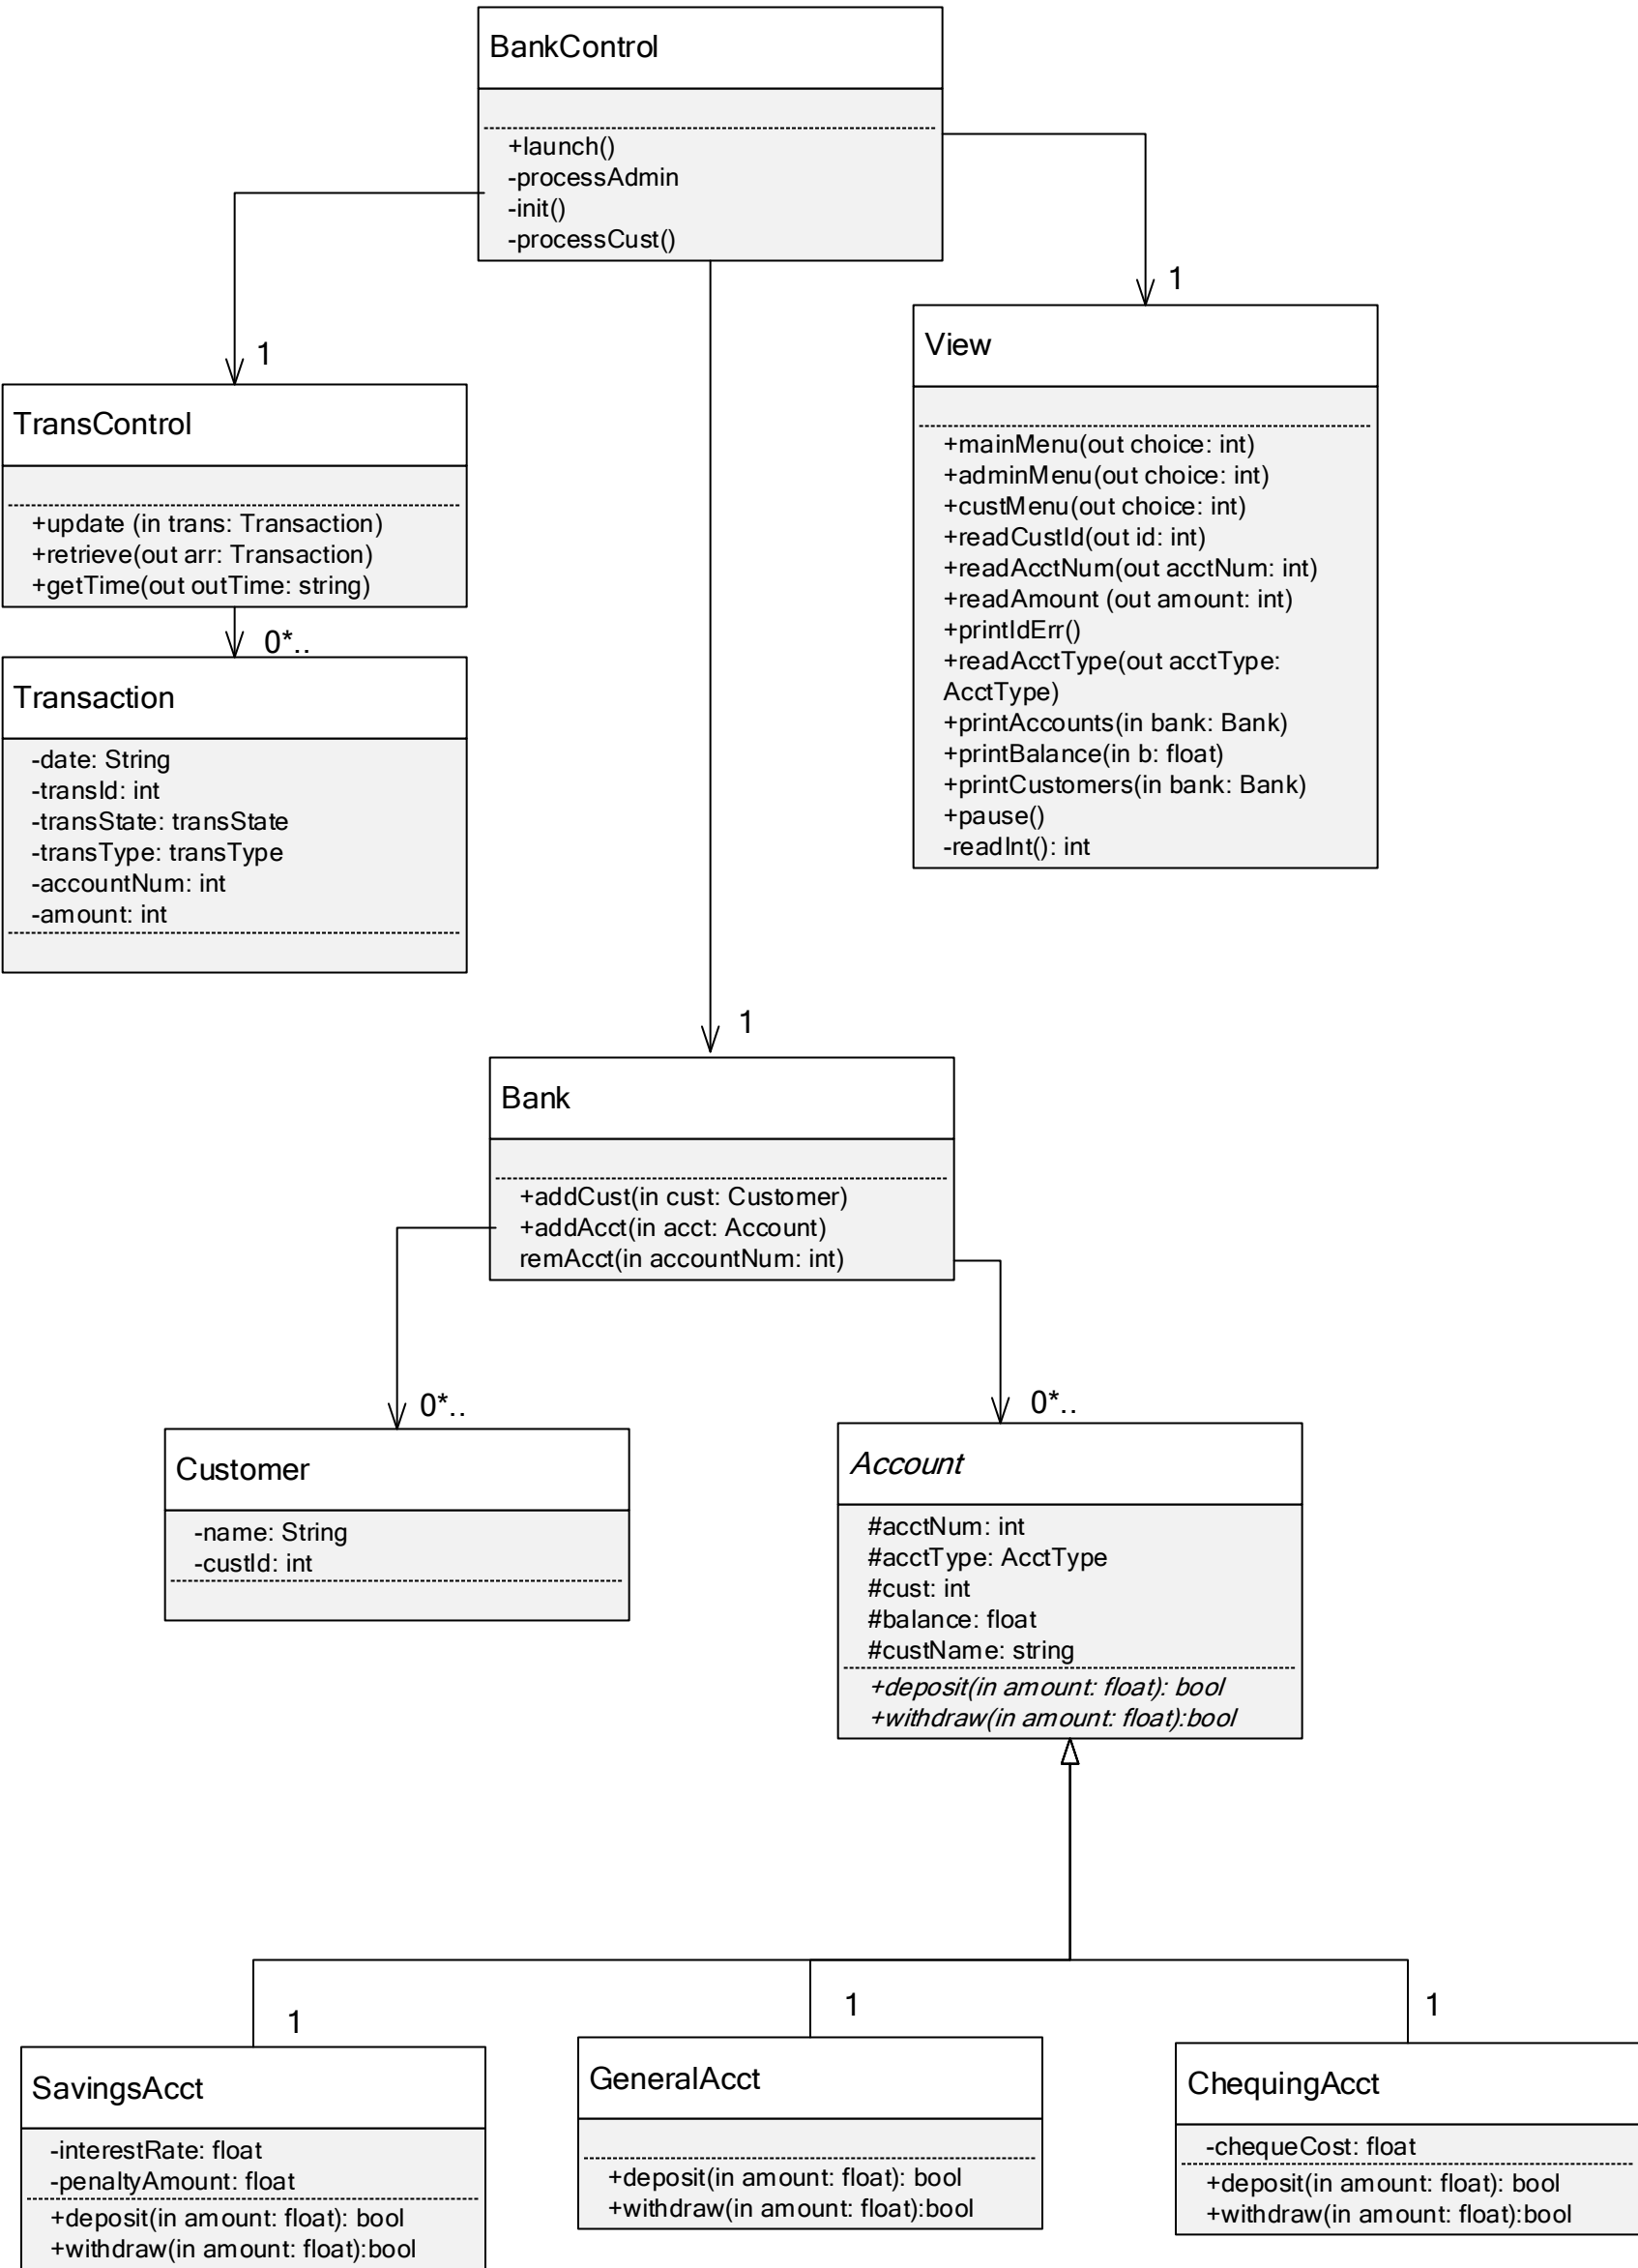 BankControl
+launch()
-processAdmin
-init()
-processCust()
1
View
+mainMenu(out choice: int)
+adminMenu(out choice: int)
+custMenu(out choice: int)
+readCustId(out id: int)
+readAcctNum(out acctNum: int)
+readAmount (out amount: int)
+printIdErr()
+readAcctType(out acctType:
AcctType)
+printAccounts(in bank: Bank)
+printBalance(in b: float)
+printCustomers(in bank: Bank)
+pause()
-readInt(): int
1
TransControl
+update (in trans: Transaction)
+retrieve(out arr: Transaction)
+getTime(out outTime: string)
0*..
Transaction
-date: String
-transId: int
-transState: transState
-transType: transType
-accountNum: int
-amount: int
1
Bank
+addCust(in cust: Customer)
+addAcct(in acct: Account)
remAcct(in accountNum: int)
0*..
Customer
-name: String
-custId: int
0*..
Account
#acctNum: int
#acctType: AcctType
#cust: int
#balance: float
#custName: string
+deposit(in amount: float): bool
+withdraw(in amount: float):bool
1
SavingsAcct
-interestRate: float
-penaltyAmount: float
+deposit(in amount: float): bool
+withdraw(in amount: float):bool
1
GeneralAcct
+deposit(in amount: float): bool
+withdraw(in amount: float):bool
1
ChequingAcct
-chequeCost: float
+deposit(in amount: float): bool
+withdraw(in amount: float):bool